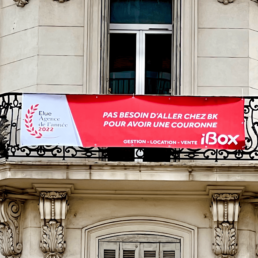 Élue
Agence
de l'année
2022
PAS BESOIN D'ALLER CHEZ BK
POUR AVOIR UNE COURONNE
GESTION - LOCATION - VENTE
iBox